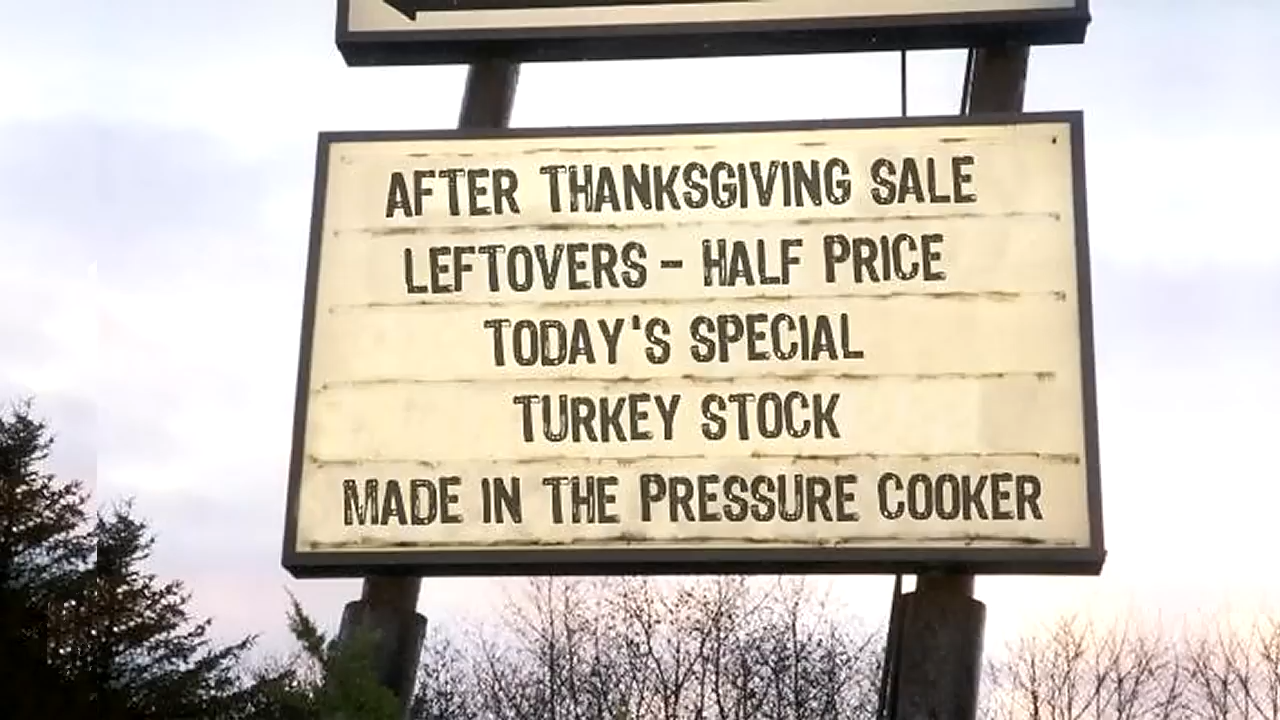 AFTER THANKSGIVING SALE
LEFTOVERS - HALF PRICE
TODAY'S SPECIAL
TURKEY STOCK
MADE IN THE PRESSURE COOKER